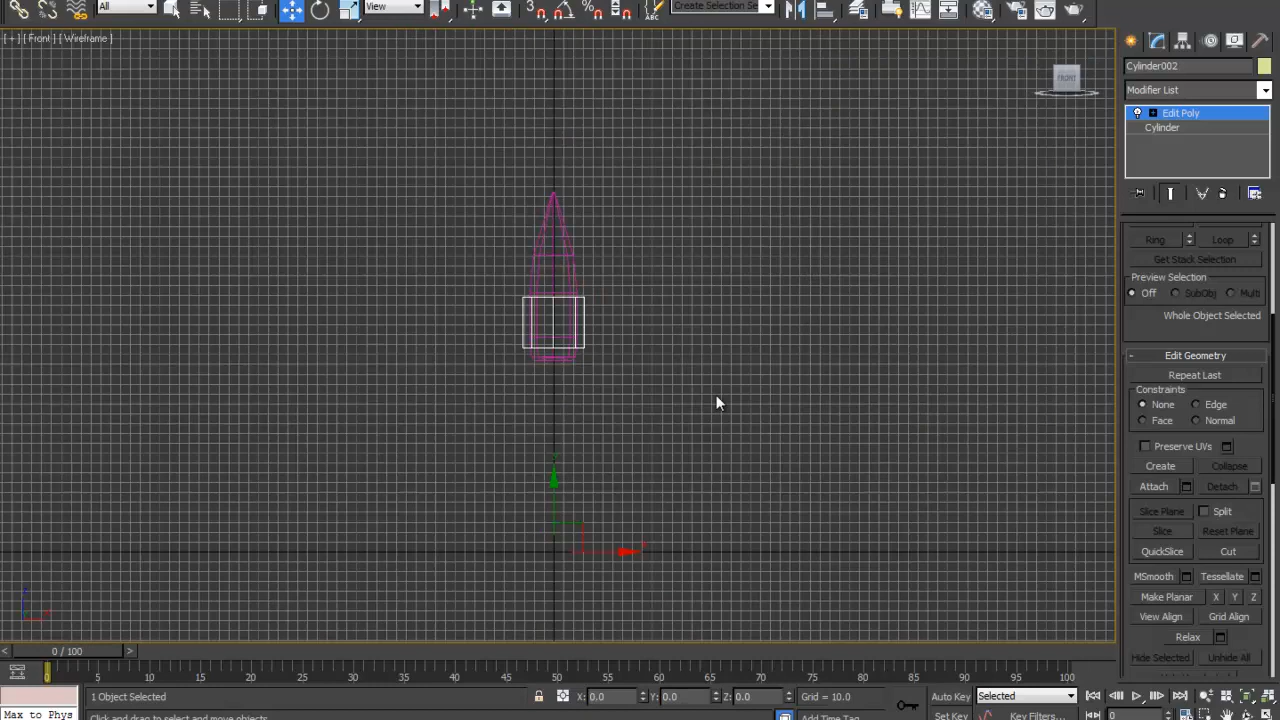 All
View
Create Selection Se
[ + ] [ Front ] [ Wireframe ]
FRONT
Cylinder002
Modifier List
Edit Poly
Cylinder
Ring
Loop
Get Stack Selection
Preview Selection
Off
SubObj
Multi
Whole Object Selected
- Edit Geometry
Repeat Last
Constraints
None
Edge
Face
Normal
Preserve UVs
Create
Collapse
Attach
Detach
Slice Plane
Split
Slice
Reset Plane
QuickSlice
Cut
MSmooth
Tessellate
Make Planar
X
Y
Z
View Align
Grid Align
Relax
Hide Selected
Unhide All
< 0 / 100 >
0 5 10 15 20 25 30 35 40 45 50 55 60 65 70 75 80 85 90 95 100
1 Object Selected
X: 0.0
Y: 0.0
Z: 0.0
Grid = 10.0
Auto Key
Selected
Max to Phys
Click and drag to select and move objects
Add Time Tag
Set Key
Key Filters...
0